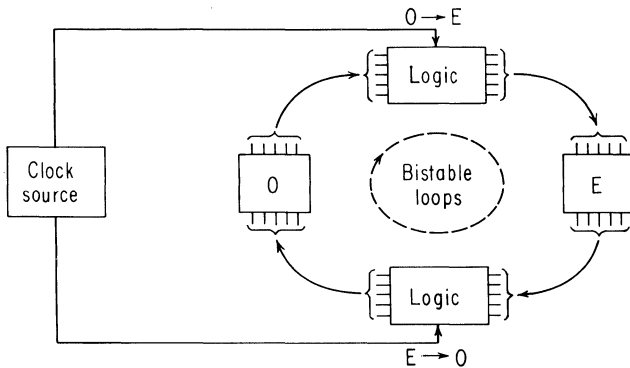 O → E
Logic
Clock
source
O
Bistable
loops
E
Logic
E → O